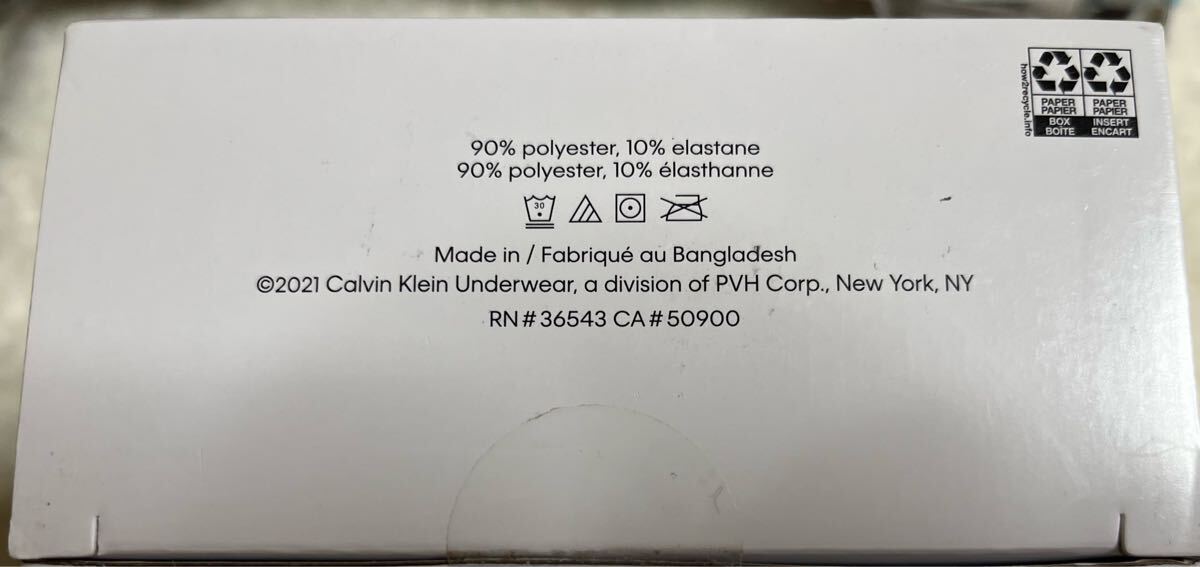 how2recycle.info
PAPER PAPER
PAPIER PAPIER
BOX INSERT
BOÎTE ENCART
90% polyester, 10% elastane
90% polyester, 10% élasthanne
30
Made in / Fabriqué au Bangladesh
©2021 Calvin Klein Underwear, a division of PVH Corp., New York, NY
RN#36543 CA#50900